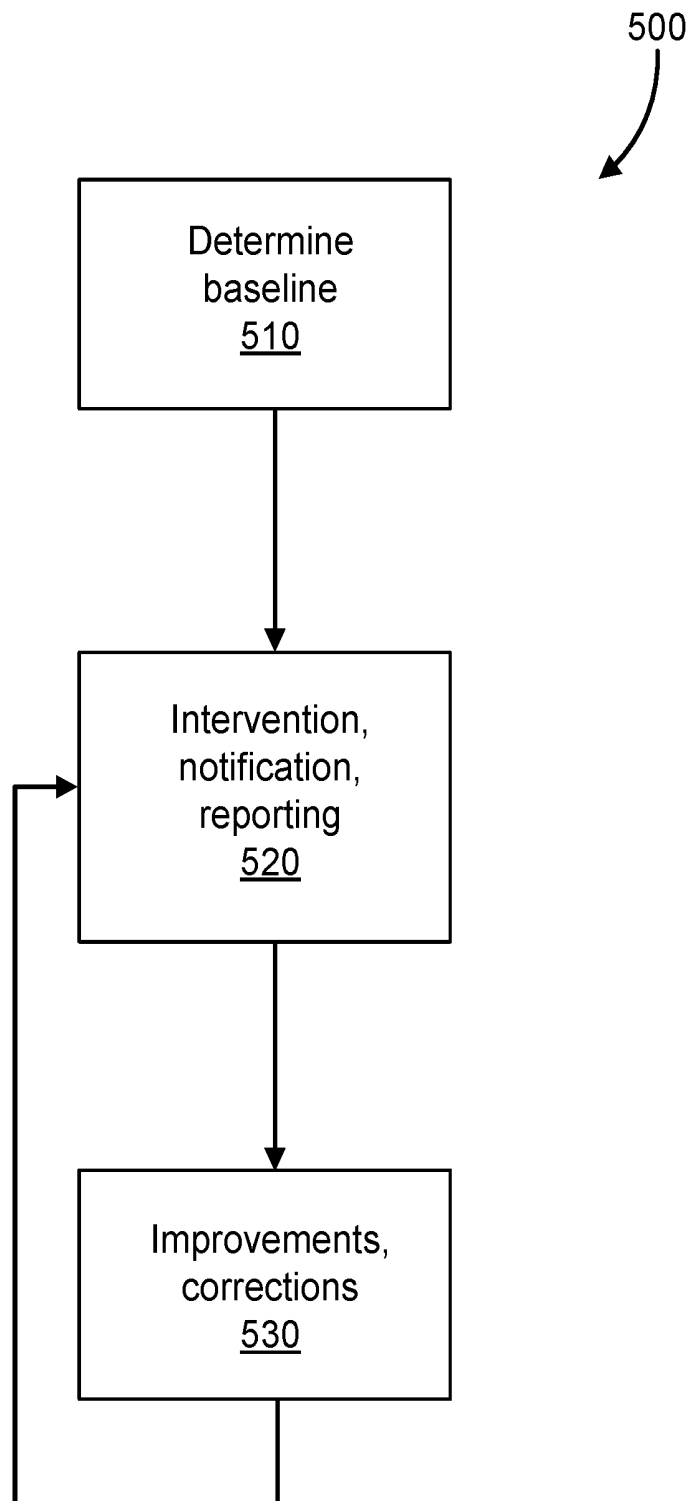 500
Determine
baseline
510
Intervention,
notification,
reporting
520
Improvements,
corrections
530